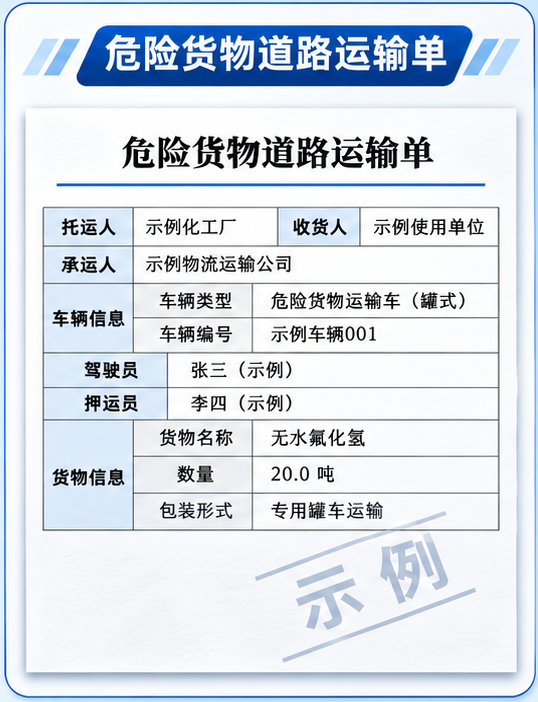 危险货物道路运输单
危险货物道路运输单
托运人 示例化工厂 收货人 示例使用单位
承运人 示例物流运输公司
车辆信息 车辆类型 危险货物运输车（罐式）
车辆编号 示例车辆001
驾驶员 张三（示例）
押运员 李四（示例）
货物信息 货物名称 无水氟化氢
数量 20.0 吨
包装形式 专用罐车运输
示例